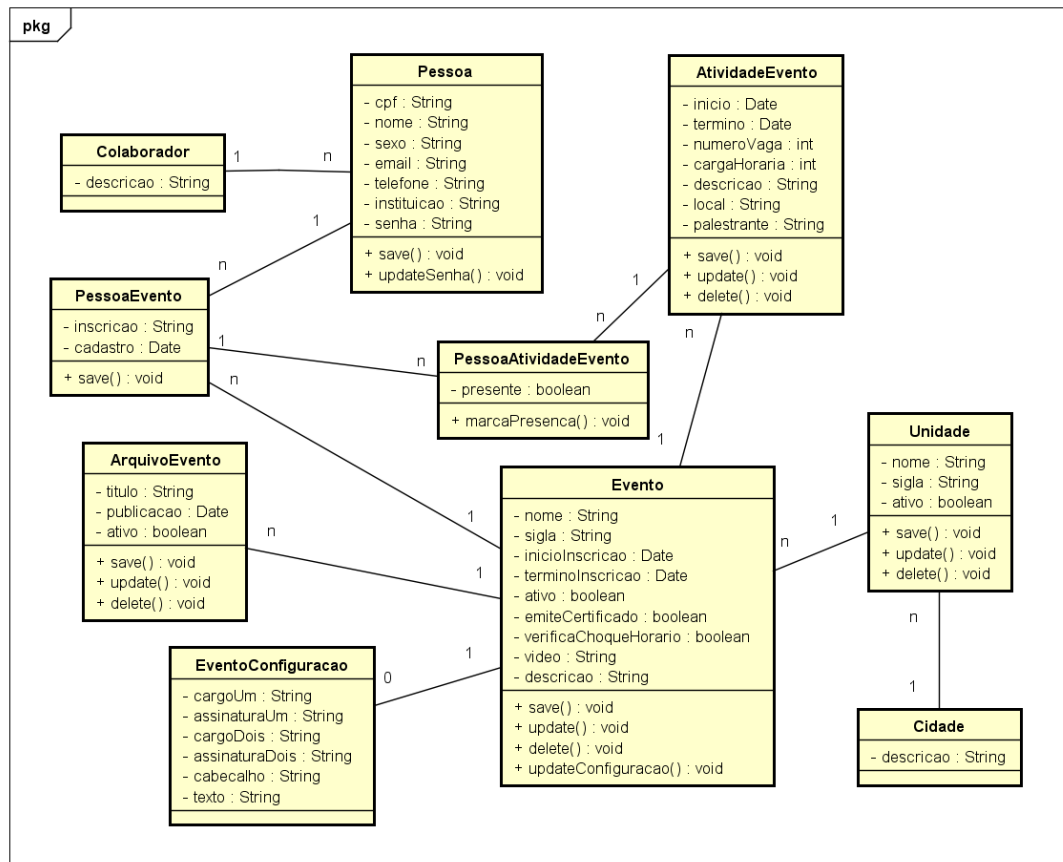 pkg
Pessoa
- cpf : String
- nome : String
- sexo : String
- email : String
- telefone : String
- instituicao : String
- senha : String
+ save() : void
+ updateSenha() : void
AtividadeEvento
- inicio : Date
- termino : Date
- numeroVaga : int
- cargaHoraria : int
- descricao : String
- local : String
- palestrante : String
+ save() : void
+ update() : void
+ delete() : void
Colaborador
- descricao : String
1
n
1
n
PessoaEvento
- inscricao : String
- cadastro : Date
+ save() : void
1
n
n
1
n
n
1
PessoaAtividadeEvento
- presente : boolean
+ marcaPresenca() : void
ArquivoEvento
- titulo : String
- publicacao : Date
- ativo : boolean
+ save() : void
+ update() : void
+ delete() : void
n
1
1
Evento
- nome : String
- sigla : String
- inicioInscricao : Date
- terminoInscricao : Date
- ativo : boolean
- emiteCertificado : boolean
- verificaChoqueHorario : boolean
- video : String
- descricao : String
+ save() : void
+ update() : void
+ delete() : void
+ updateConfiguracao() : void
Unidade
- nome : String
- sigla : String
- ativo : boolean
+ save() : void
+ update() : void
+ delete() : void
1
n
n
1
EventoConfiguracao
- cargoUm : String
- assinaturaUm : String
- cargoDois : String
- assinaturaDois : String
- cabecalho : String
- texto : String
0
1
Cidade
- descricao : String